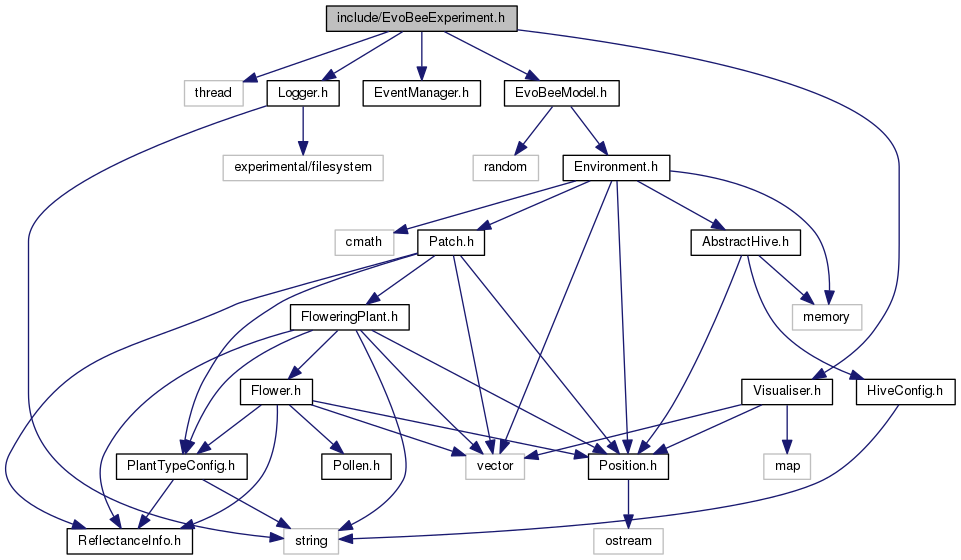 include/EvoBeeExperiment.h
thread
Logger.h
EventManager.h
EvoBeeModel.h
experimental/filesystem
random
Environment.h
cmath
Patch.h
AbstractHive.h
FloweringPlant.h
memory
Flower.h
Visualiser.h
HiveConfig.h
PlantTypeConfig.h
Pollen.h
vector
Position.h
map
ReflectanceInfo.h
string
ostream